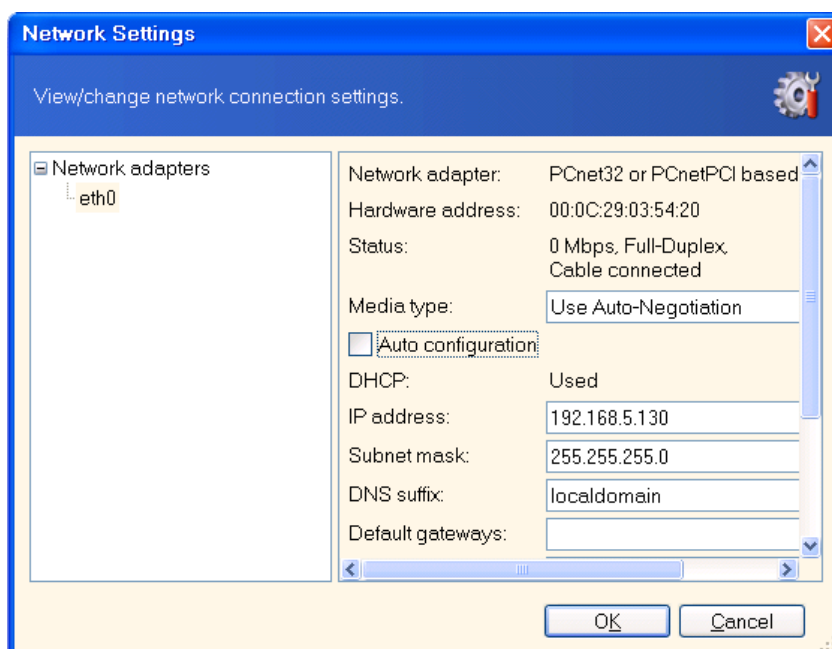 Network Settings
View/change network connection settings.
Network adapters
eth0
Network adapter: PCnet32 or PCnetPCI based
Hardware address: 00:0C:29:03:54:20
Status: 0 Mbps, Full-Duplex,
Cable connected
Media type: Use Auto-Negotiation
Auto configuration
DHCP: Used
IP address: 192.168.5.130
Subnet mask: 255.255.255.0
DNS suffix: localdomain
Default gateways:
OK Cancel